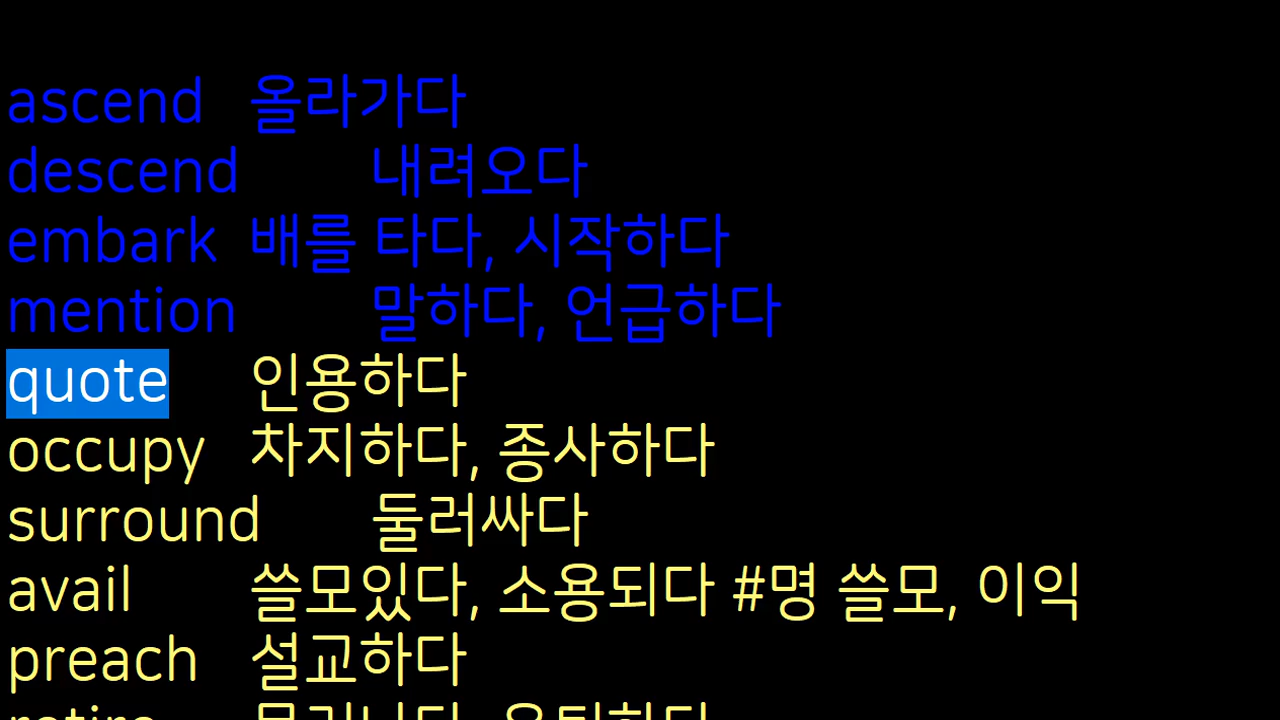 ascend 올라가다
descend 내려오다
embark 배를 타다, 시작하다
mention 말하다, 언급하다
quote 인용하다
occupy 차지하다, 종사하다
surround 둘러싸다
avail 쓸모있다, 소용되다 #명 쓸모, 이익
preach 설교하다